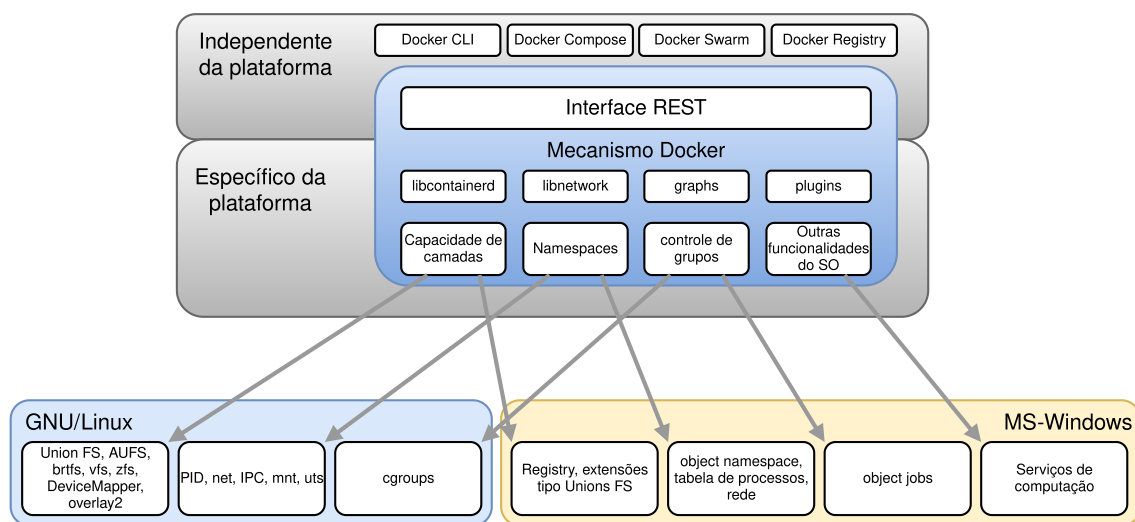 Independente
da plataforma
Docker CLI
Docker Compose
Docker Swarm
Docker Registry
Interface REST
Mecanismo Docker
Específico da
plataforma
libcontainerd
libnetwork
graphs
plugins
Capacidade de
camadas
Namespaces
controle de
grupos
Outras
funcionalidades
do SO
GNU/Linux
Union FS, AUFS,
brtfs, vfs, zfs,
DeviceMapper,
overlay2
PID, net, IPC, mnt, uts
cgroups
MS-Windows
Registry, extensões
tipo Unions FS
object namespace,
tabela de processos,
rede
object jobs
Serviços de
computação